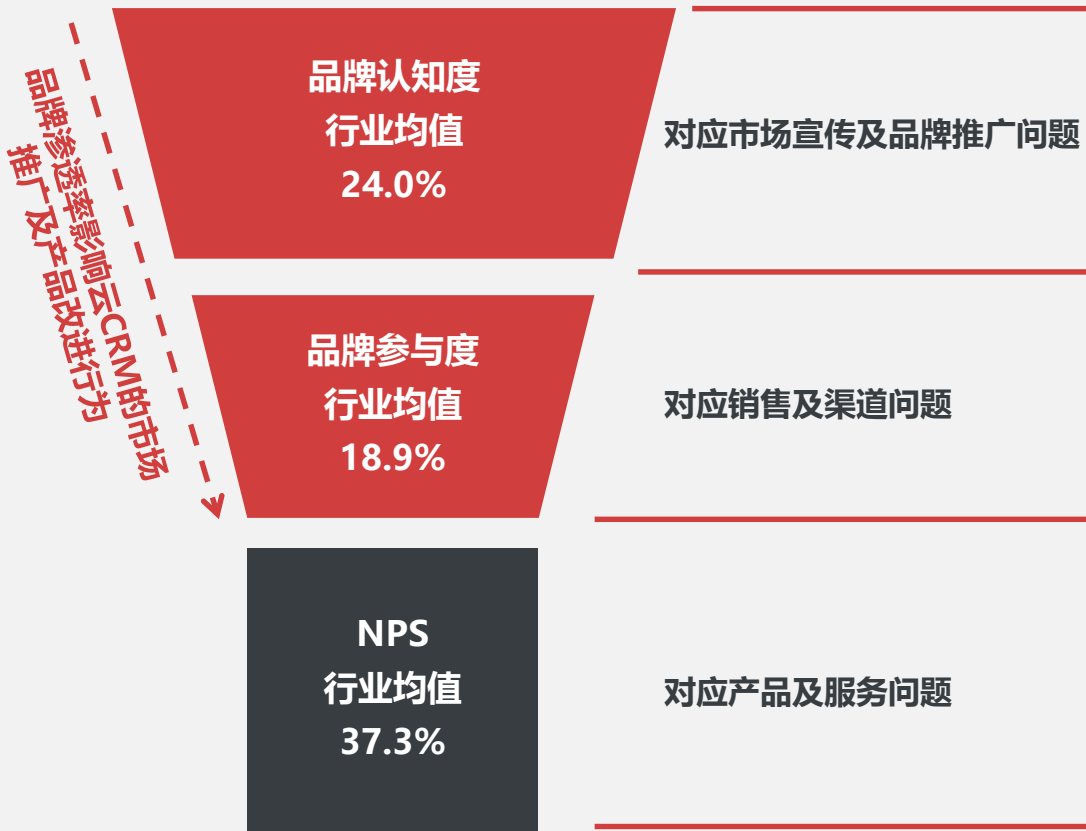 品牌渗透率影响云CRM的市场
推广及产品改进行为
品牌认知度
行业均值
24.0%
对应市场宣传及品牌推广问题
品牌参与度
行业均值
18.9%
对应销售及渠道问题
NPS
行业均值
37.3%
对应产品及服务问题